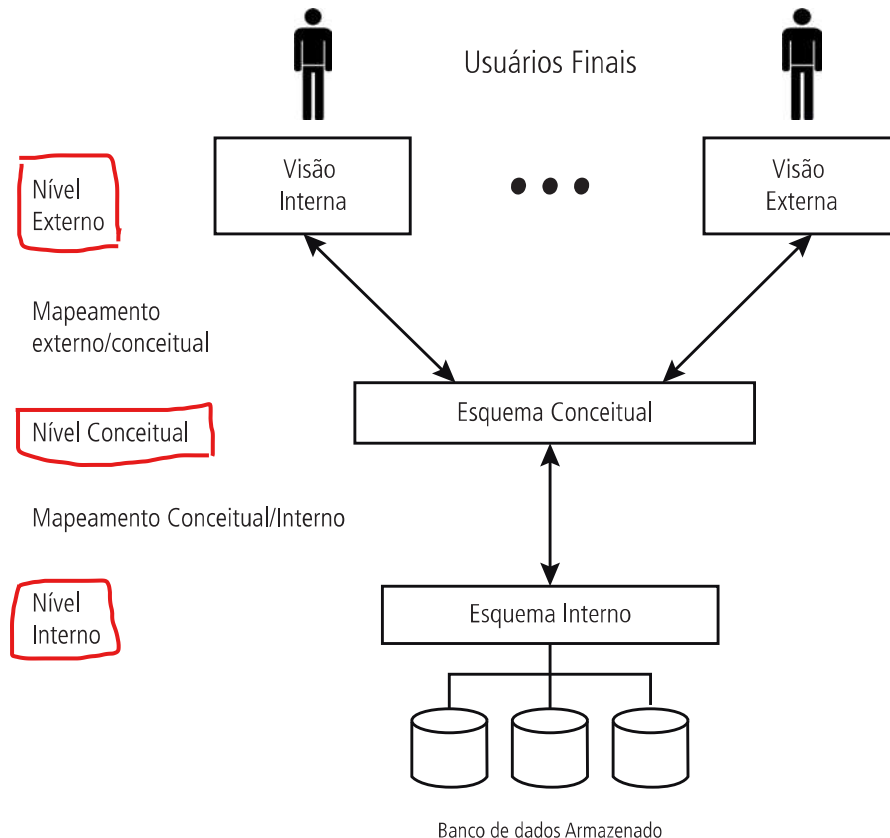 Usuários Finais
Visão
Interna
Visão
Externa
Nível
Externo
Mapeamento
externo/conceitual
Esquema Conceitual
Nível Conceitual
Mapeamento Conceitual/Interno
Nível
Interno
Esquema Interno
Banco de dados Armazenado